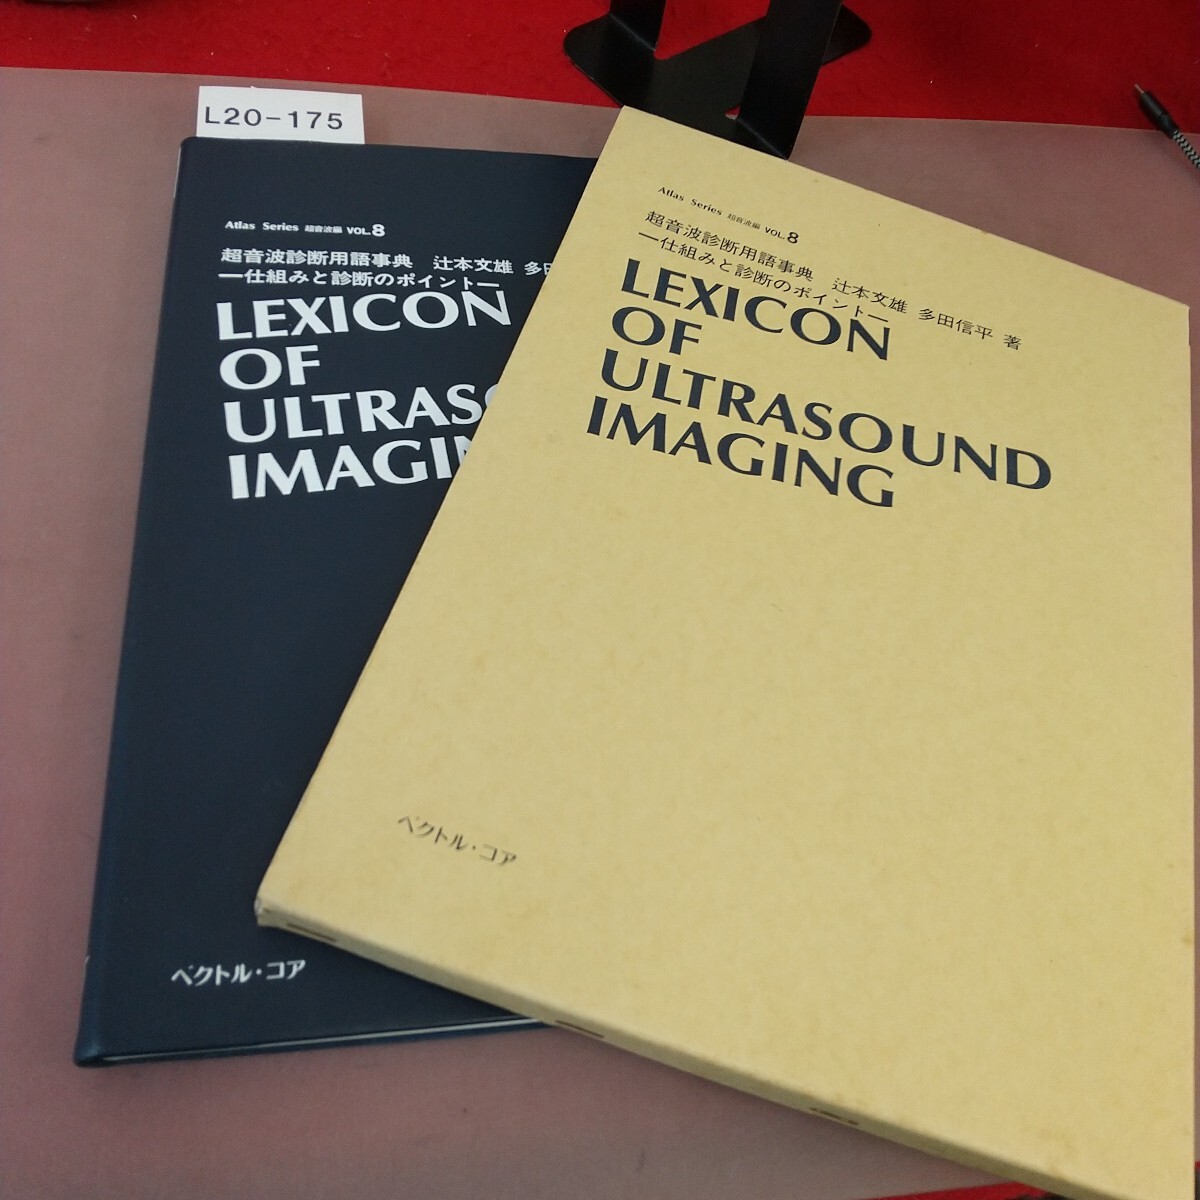 L20-175
Atlas Series 超音波編 VOL.8
超音波診断用語事典 辻本文雄 多田
―仕組みと診断のポイント―
LEXICON
OF
ULTRASO
IMAGIN
ベクトル・コア
Atlas Series 超音波編 VOL.8
超音波診断用語事典 辻本文雄 多田信平 著
―仕組みと診断のポイント―
LEXICON
OF
ULTRASOUND
IMAGING
ベクトル・コア